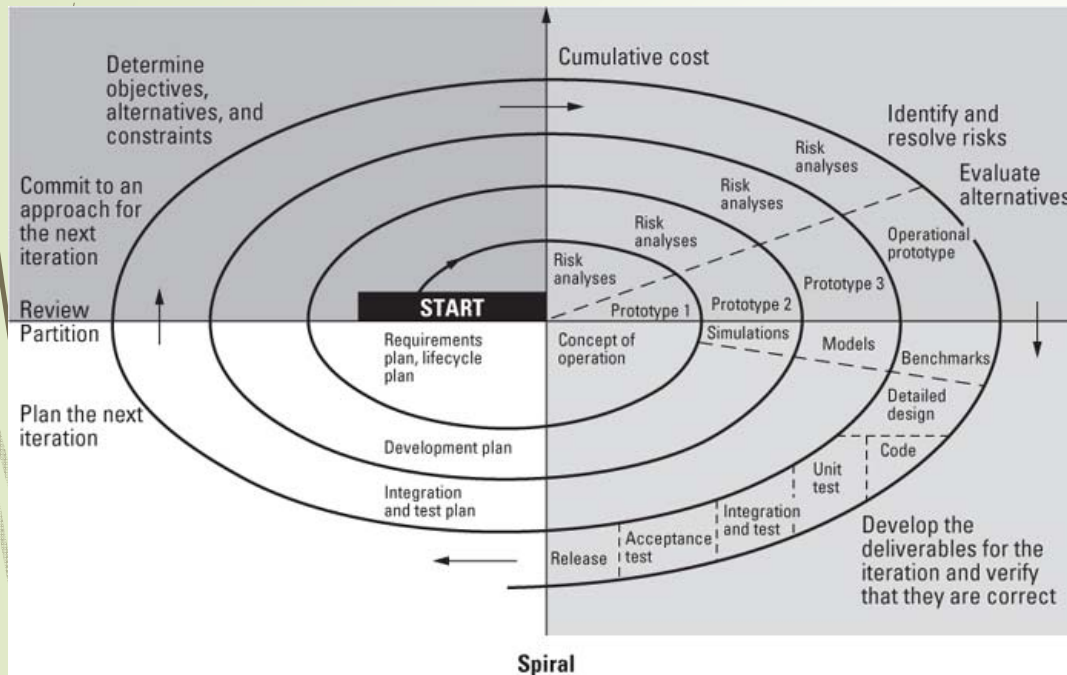 Determine
objectives,
alternatives, and
constraints
Cumulative cost
Identify and
resolve risks
Evaluate
alternatives
Commit to an
approach for
the next
iteration
Risk
analyses
Risk
analyses
Risk
analyses
Risk
analyses
Operational
prototype
Prototype 3
Prototype 2
Prototype 1
START
Review
Partition
Requirements
plan, lifecycle
plan
Concept of
operation
Simulations
Models
Benchmarks
Plan the next
iteration
Development plan
Integration
and test plan
Detailed
design
Code
Unit
test
Integration
and test
Acceptance
test
Release
Develop the
deliverables for the
iteration and verify
that they are correct
Spiral